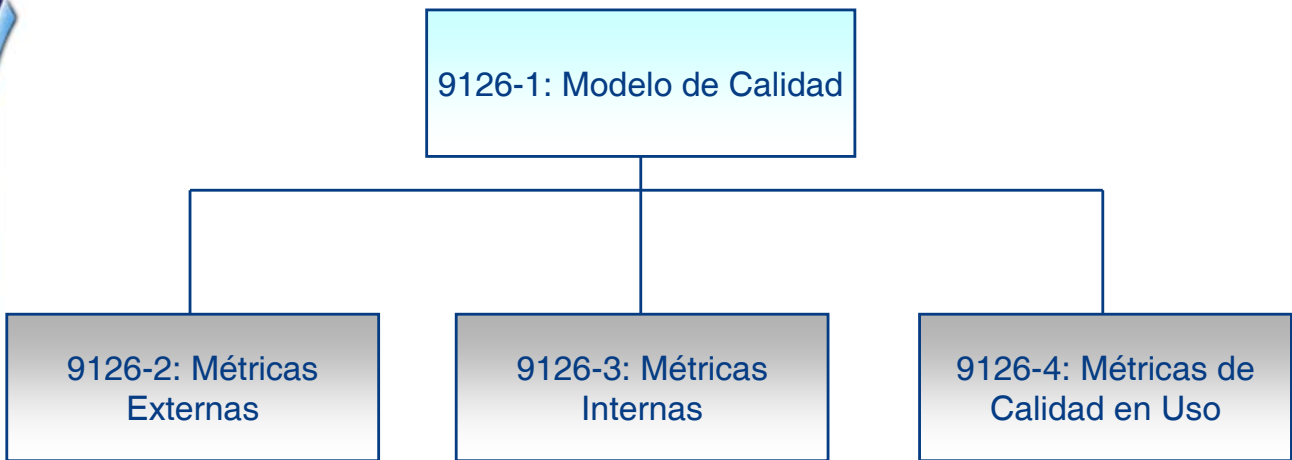 9126-1: Modelo de Calidad
9126-2: Métricas
Externas
9126-3: Métricas
Internas
9126-4: Métricas de
Calidad en Uso